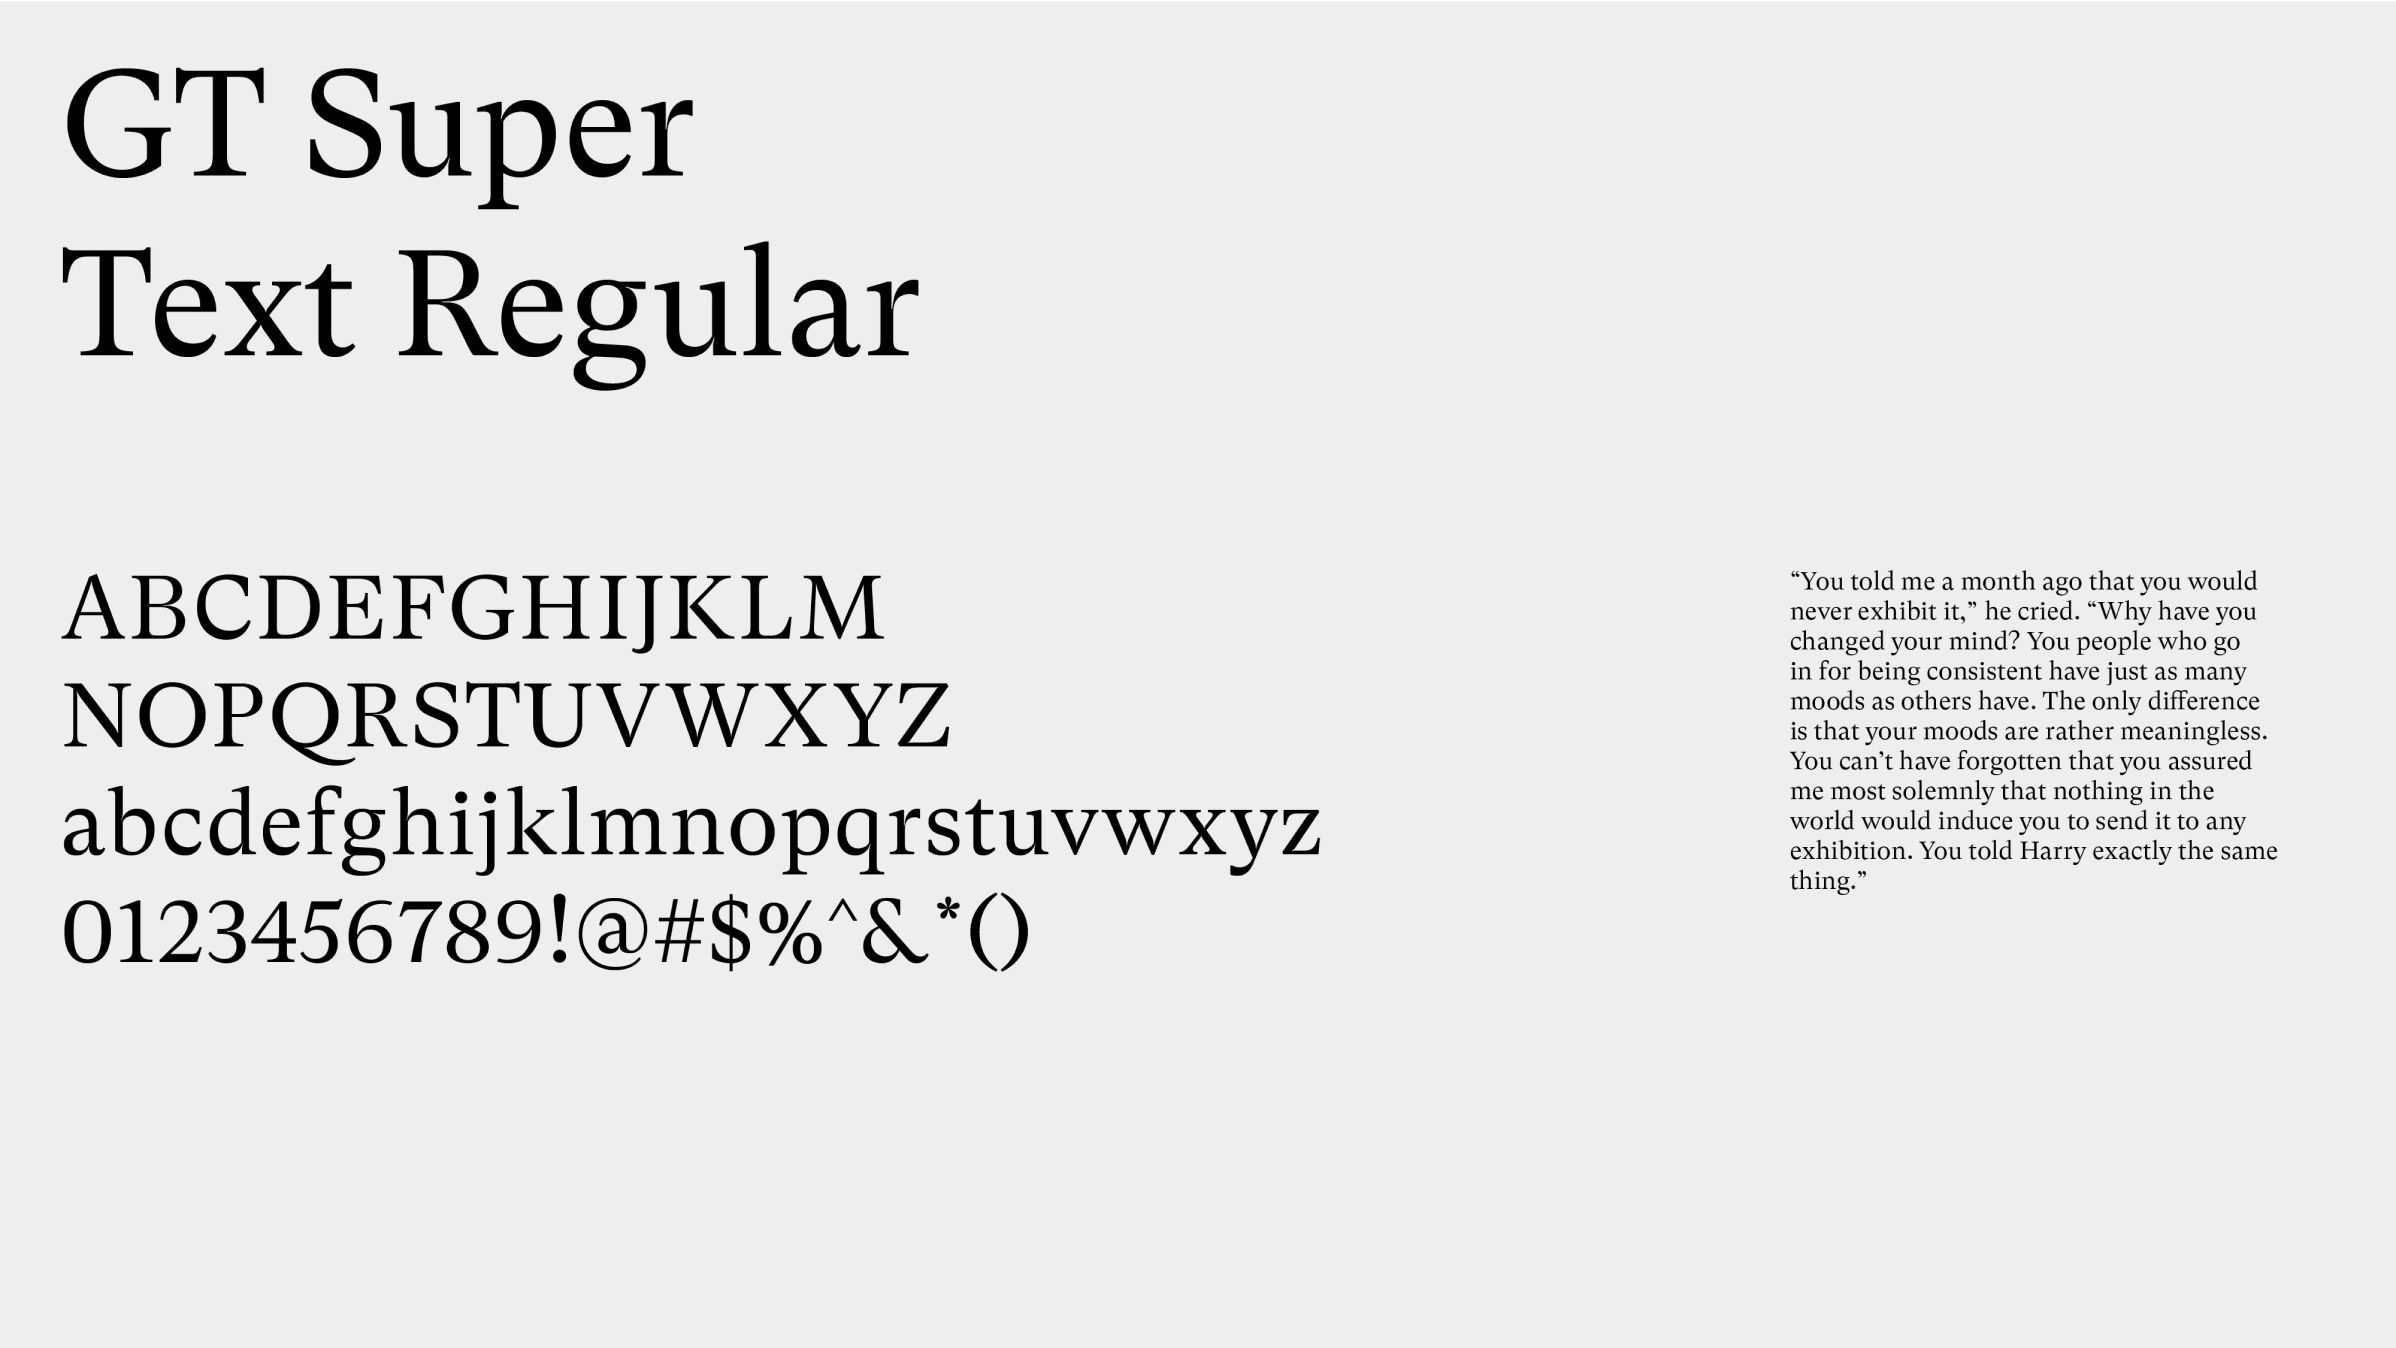 GT Super
Text Regular
ABCDEFGHIJKLM
NOPQRSTUVWXYZ
abcdefghijklmnopqrstuvwxyz
0123456789!@#$%^&*()
“You told me a month ago that you would
never exhibit it,” he cried. “Why have you
changed your mind? You people who go
in for being consistent have just as many
moods as others have. The only difference
is that your moods are rather meaningless.
You can’t have forgotten that you assured
me most solemnly that nothing in the
world would induce you to send it to any
exhibition. You told Harry exactly the same
thing.”